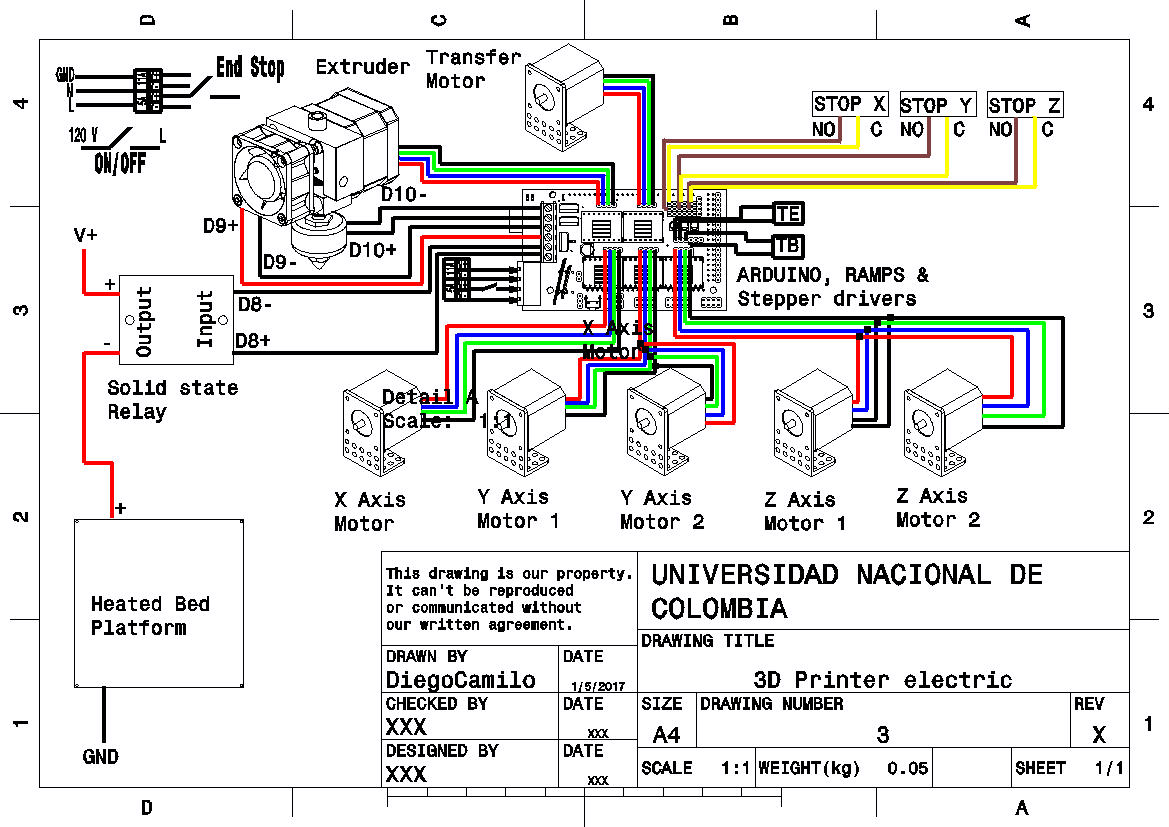 D
C
B
A
4
4
GND
N
L
End Stop
120 V
L
ON/OFF
Extruder
Transfer
Motor
STOP X
STOP Y
STOP Z
NO
C
NO
C
NO
C
D10-
D9+
D10+
D9-
TE
TB
ARDUINO, RAMPS &
Stepper drivers
3
3
V+
+
-
Output
Input
D8-
D8+
Solid state
Relay
X Axis
Motor
Detail A
Scale: 1:1
X Axis
Motor
Y Axis
Motor 1
Y Axis
Motor 2
Z Axis
Motor 1
Z Axis
Motor 2
2
2
+
Heated Bed
Platform
GND
1
1
This drawing is our property.
It can't be reproduced
or communicated without
our written agreement.
UNIVERSIDAD NACIONAL DE
COLOMBIA
DRAWING TITLE
3D Printer electric
DRAWN BY
DiegoCamilo
DATE
1/5/2017
CHECKED BY
XXX
DATE
XXX
DESIGNED BY
XXX
DATE
XXX
SIZE
A4
DRAWING NUMBER
3
REV
X
SCALE 1:1
WEIGHT(kg) 0.05
SHEET 1/1
D
A